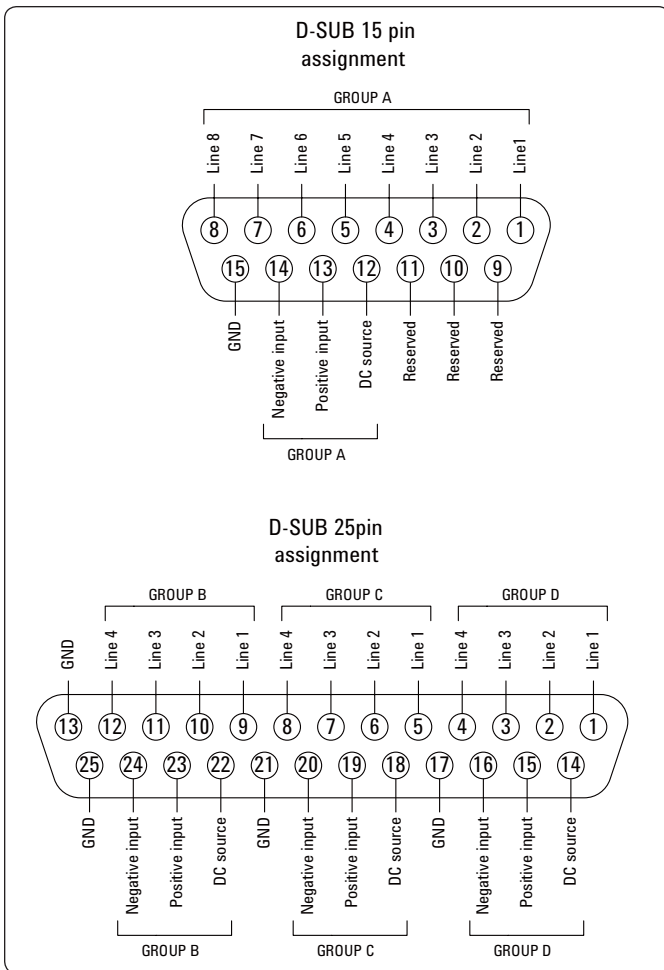 D-SUB 15 pin
assignment
GROUP A
Line 8
Line 7
Line 6
Line 5
Line 4
Line 3
Line 2
Line1
8
7
6
5
4
3
2
1
15
14
13
12
11
10
9
GND
Negative input
Positive input
DC source
Reserved
Reserved
Reserved
GROUP A
D-SUB 25pin
assignment
GROUP B
GROUP C
GROUP D
GND
Line 4
Line 3
Line 2
Line 1
Line 4
Line 3
Line 2
Line 1
Line 4
Line 3
Line 2
Line 1
13
12
11
10
9
8
7
6
5
4
3
2
1
25
24
23
22
21
20
19
18
17
16
15
14
GND
Negative input
Positive input
DC source
GND
Negative input
Positive input
DC source
GND
Negative input
Positive input
DC source
GROUP B
GROUP C
GROUP D